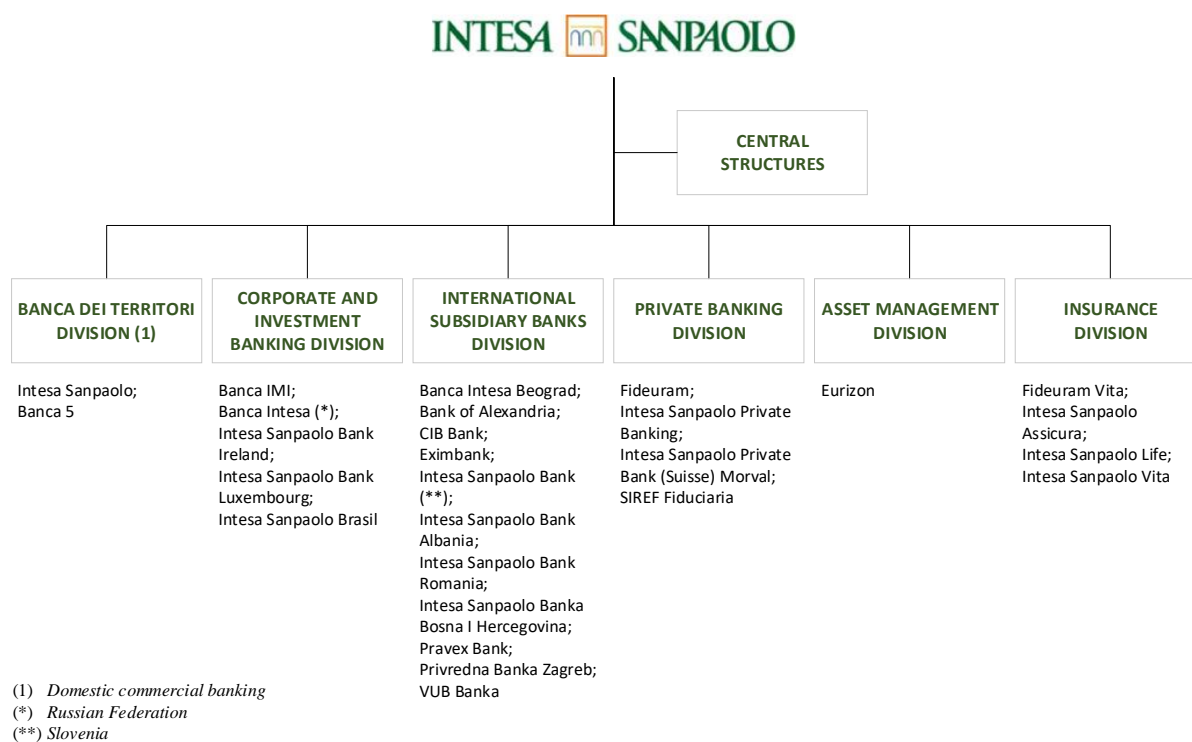 INTESA SANPAOLO
CENTRAL
STRUCTURES
BANCA DEI TERRITORI
DIVISION (1)
Intesa Sanpaolo;
Banca 5
CORPORATE AND
INVESTMENT
BANKING DIVISION
Banca IMI;
Banca Intesa (*);
Intesa Sanpaolo Bank
Ireland;
Intesa Sanpaolo Bank
Luxembourg;
Intesa Sanpaolo Brasil
INTERNATIONAL
SUBSIDIARY BANKS
DIVISION
Banca Intesa Beograd;
Bank of Alexandria;
CIB Bank;
Eximbank;
Intesa Sanpaolo Bank
(**);
Intesa Sanpaolo Bank
Albania;
Intesa Sanpaolo Bank
Romania;
Intesa Sanpaolo Banka
Bosna I Hercegovina;
Pravex Bank;
Privredna Banka Zagreb;
VUB Banka
PRIVATE BANKING
DIVISION
Fideuram;
Intesa Sanpaolo Private
Banking;
Intesa Sanpaolo Private
Bank (Suisse) Morval;
SIREF Fiduciaria
ASSET MANAGEMENT
DIVISION
Eurizon
INSURANCE
DIVISION
Fideuram Vita;
Intesa Sanpaolo
Assicura;
Intesa Sanpaolo Life;
Intesa Sanpaolo Vita
(1) Domestic commercial banking
(*) Russian Federation
(**) Slovenia